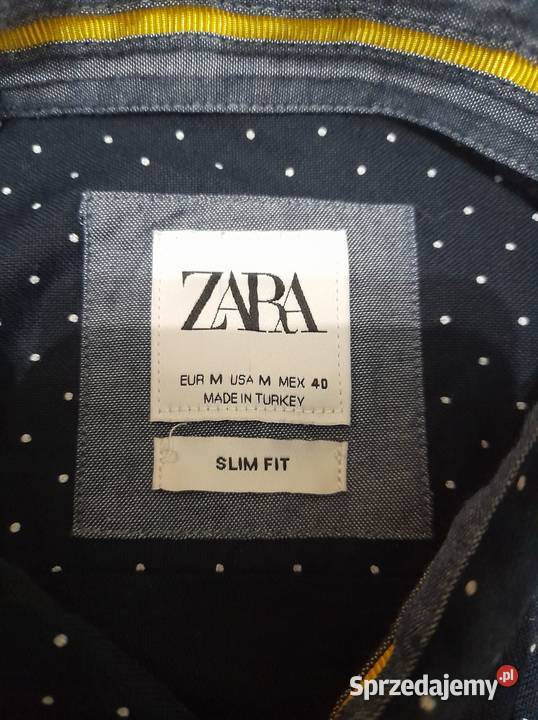 ZARA
EUR M USA M MEX 40
MADE IN TURKEY
SLIM FIT
Sprzedajemy.pl